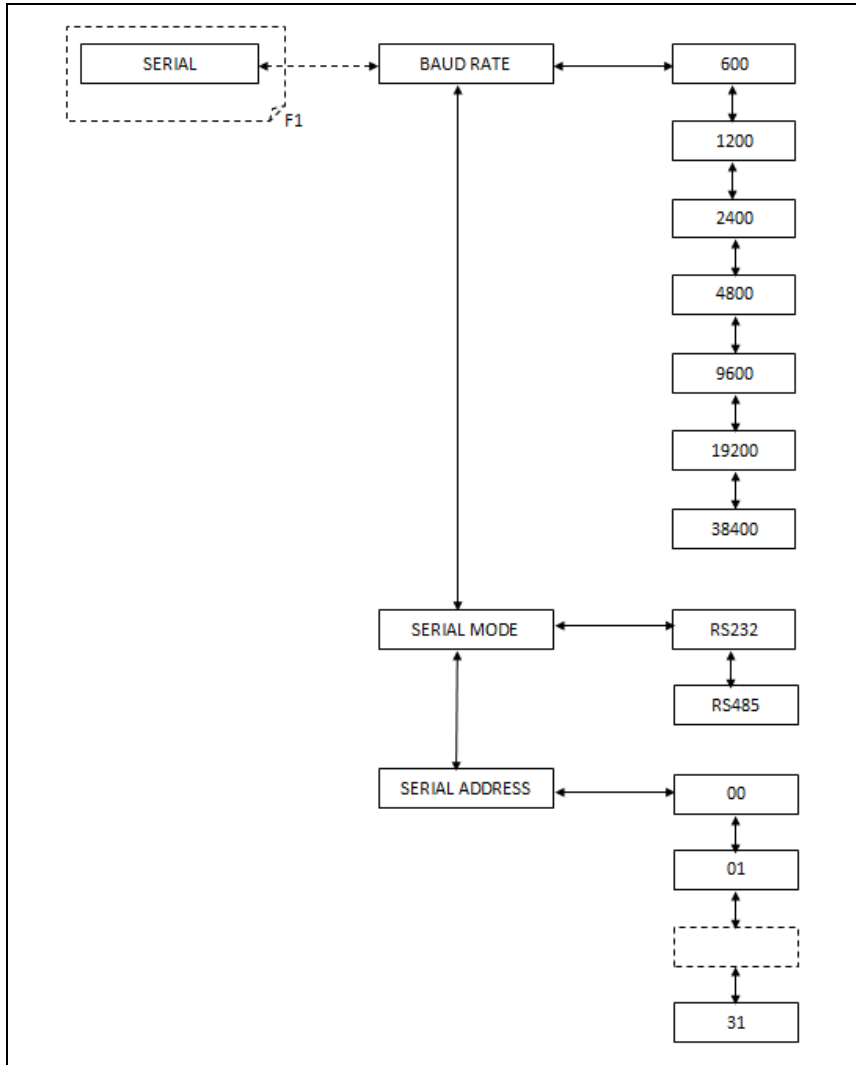 SERIAL
BAUD RATE
600
F1
1200
2400
4800
9600
19200
38400
SERIAL MODE
RS232
RS485
SERIAL ADDRESS
00
01
31